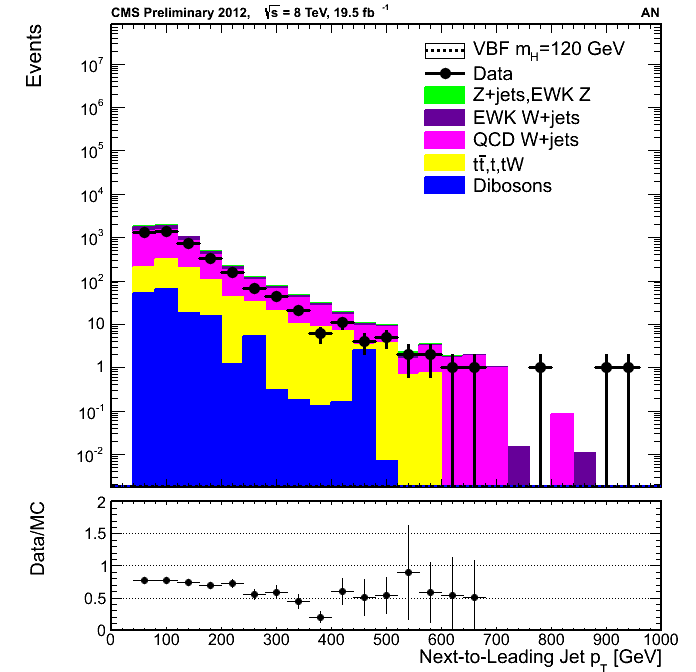 CMS Preliminary 2012, √s = 8 TeV, 19.5 fb⁻¹ AN
Events
VBF m_H=120 GeV
Data
Z+jets,EWK Z
EWK W+jets
QCD W+jets
tt̄,t,tW
Dibosons
10⁷
10⁶
10⁵
10⁴
10³
10²
10
1
10⁻¹
10⁻²
Data/MC
2
1.5
1
0.5
0
0 100 200 300 400 500 600 700 800 900 1000
Next-to-Leading Jet p_T [GeV]